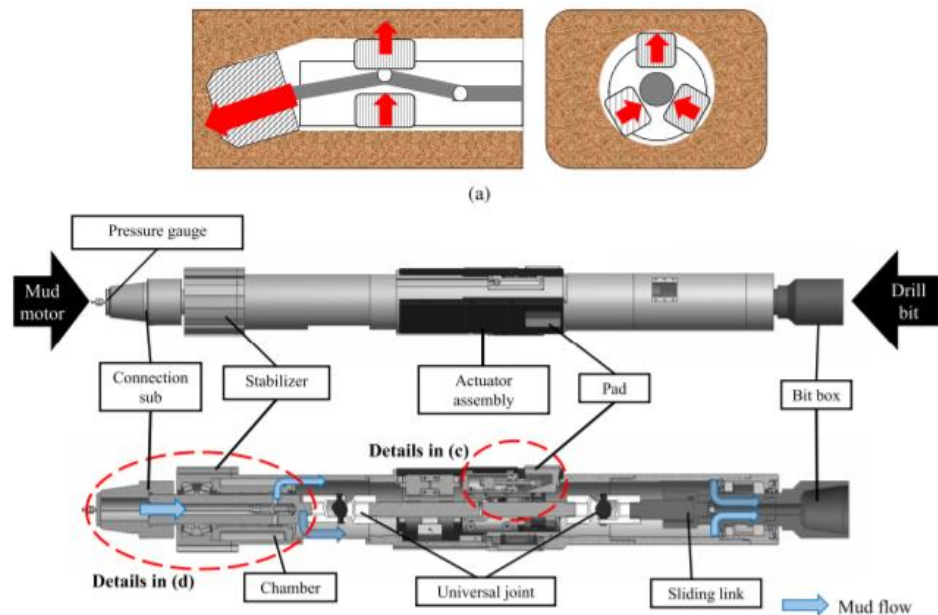 (a)
Pressure gauge
Mud
motor
Drill
bit
Connection
sub
Stabilizer
Actuator
assembly
Pad
Bit box
Details in (c)
Details in (d)
Chamber
Universal joint
Sliding link
Mud flow